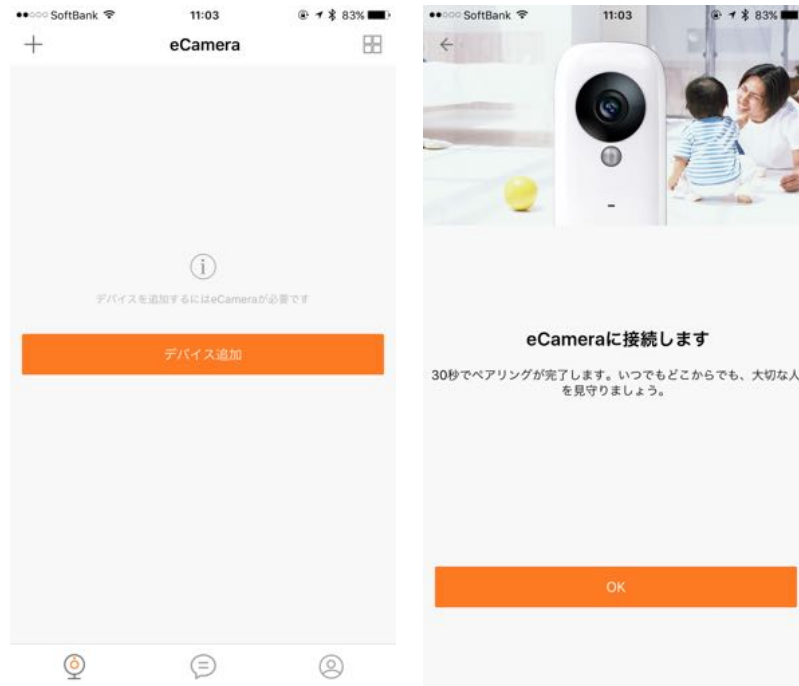 SoftBank 11:03 83%
eCamera
デバイスを追加するにはeCameraが必要です
デバイス追加
SoftBank 11:03 83%
eCameraに接続します
30秒でペアリングが完了します。いつでもどこからでも、大切な人
を見守りましょう。
OK